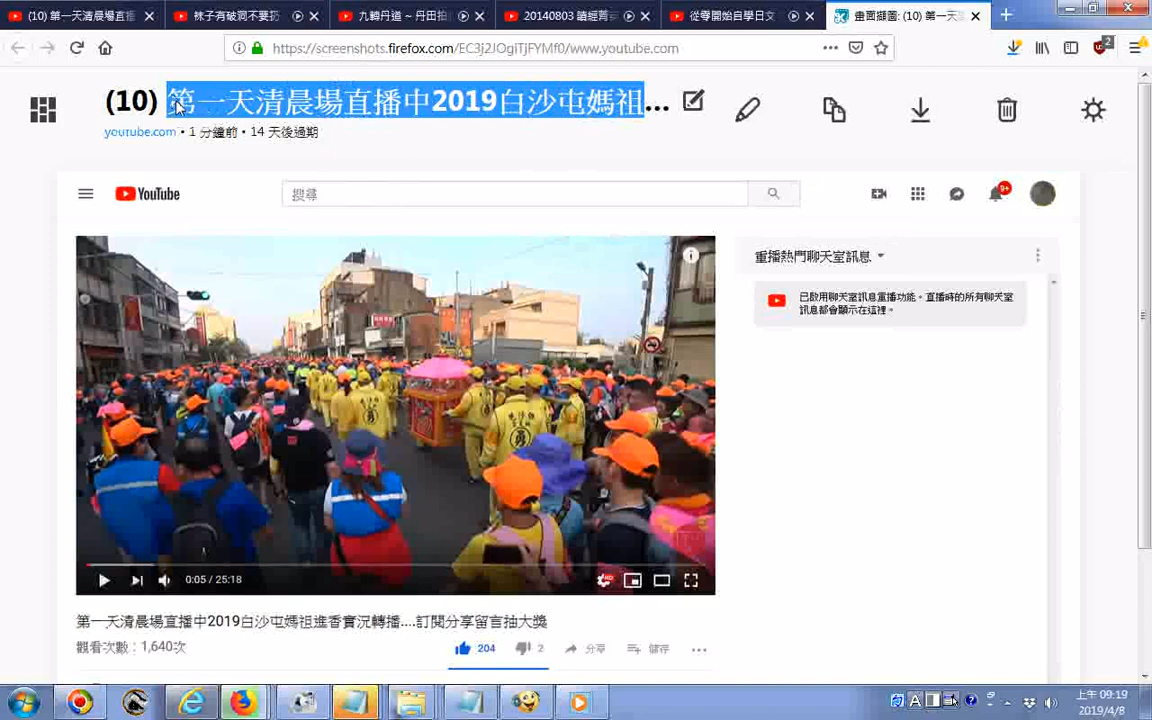 (10) 第一天清晨場直播
袜子有破洞不要扔
九轉丹道 ~ 丹田拍
20140803 讀經菁
從零開始自學日文
畫面擷圖: (10) 第一天
https://screenshots.firefox.com/EC3j2JOgiTjFYMf0/www.youtube.com
2
(10) 第一天清晨場直播中2019白沙屯媽祖...
youtube.com • 1 分鐘前 • 14 天後過期
YouTube
搜尋
9+
重播熱門聊天室訊息
已啟用聊天室訊息重播功能。直播時的所有聊天室
訊息都會顯示在這裡。
0:05 / 25:18
第一天清晨場直播中2019白沙屯媽祖進香實況轉播....訂閱分享留言抽大獎
觀看次數：1,640次
204
2
分享
儲存
上午 09:19
2019/4/8